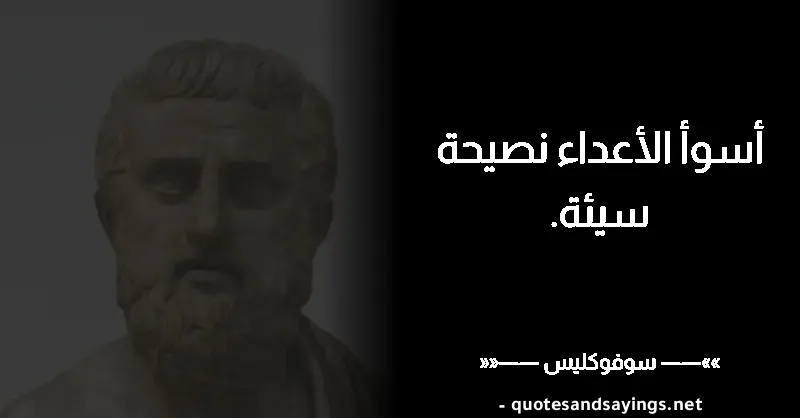 أسوأ الأعداء نصيحة
سيئة.
»»—— سوفوكليس ——««
- quotesandsayings.net